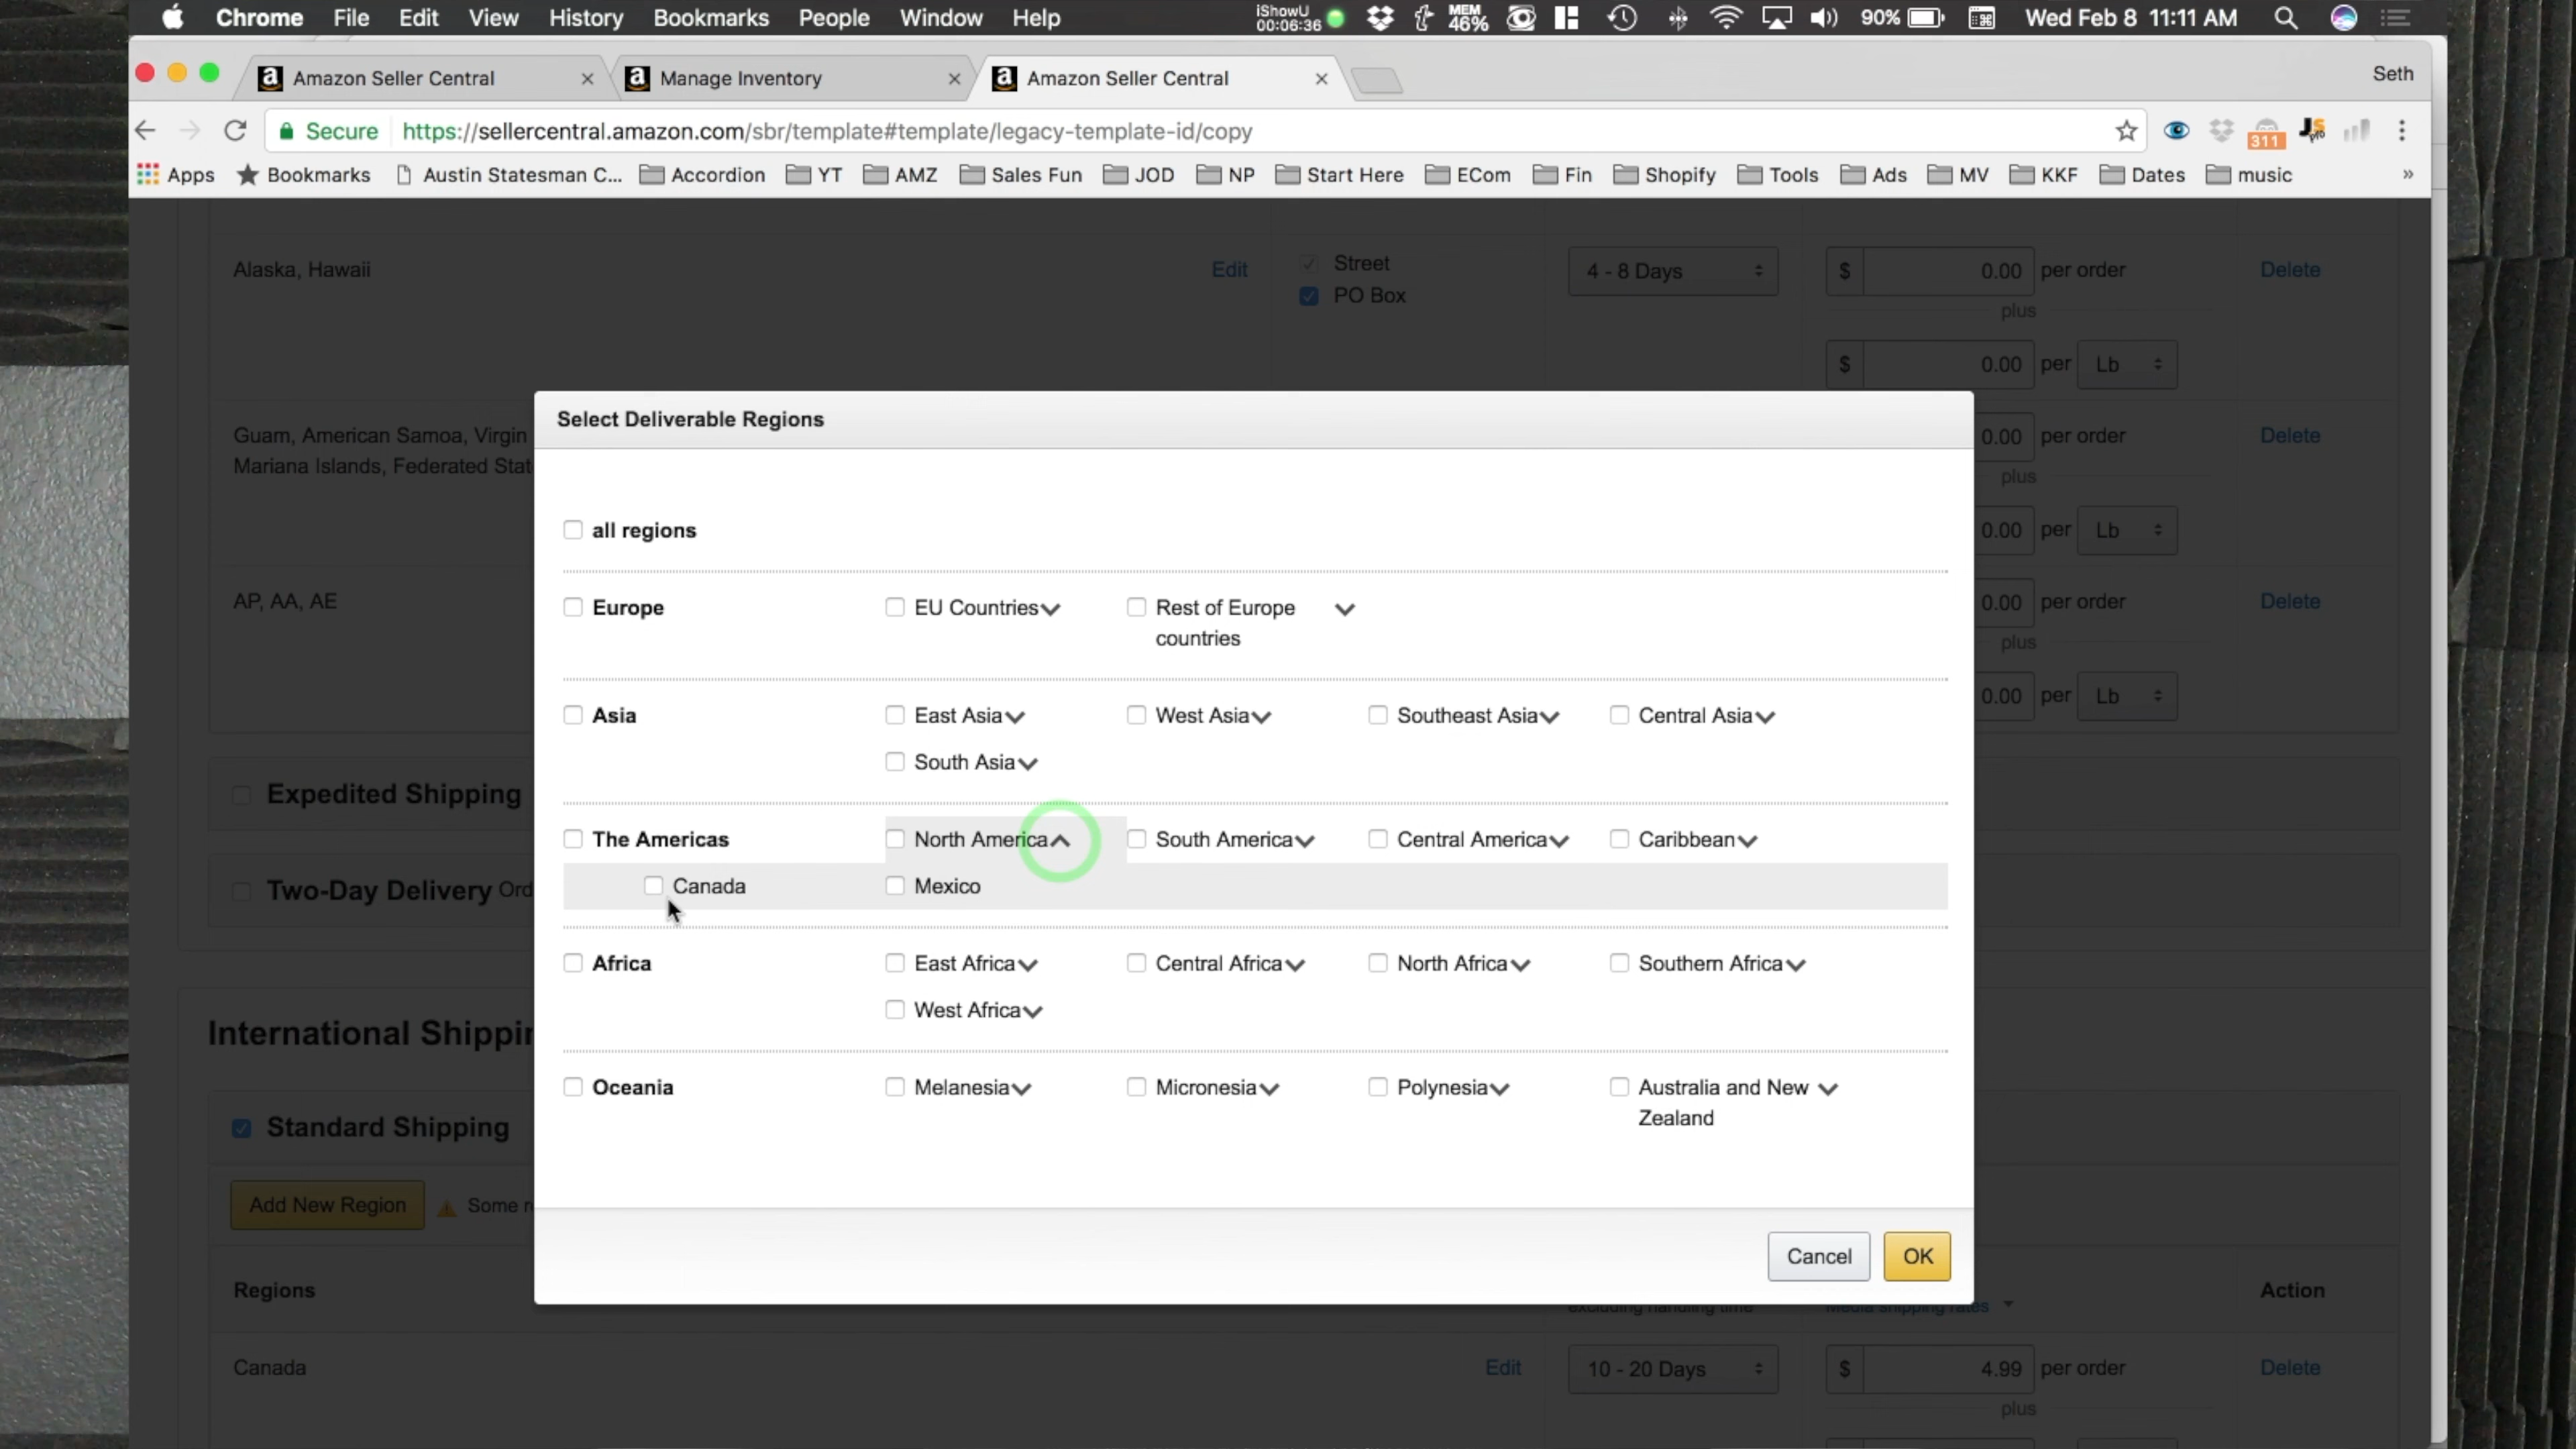 Chrome File Edit View History Bookmarks People Window Help iShowU 00:06:36 MEM 46% 90% Wed Feb 8 11:11 AM
Amazon Seller Central Manage Inventory Amazon Seller Central Seth
Secure https://sellercentral.amazon.com/sbr/template#template/legacy-template-id/copy 311
Apps Bookmarks Austin Statesman C... Accordion YT AMZ Sales Fun JOD NP Start Here ECom Fin Shopify Tools Ads MV KKF Dates music »
Alaska, Hawaii Edit Street 4 - 8 Days $ 0.00 per order Delete
PO Box
plus
$ 0.00 per Lb
Select Deliverable Regions
Guam, American Samoa, Virgin 0.00 per order Delete
Mariana Islands, Federated Stat
plus
all regions 0.00 per Lb
AP, AA, AE 0.00 per order Delete
Europe EU Countries Rest of Europe countries
plus
0.00 per Lb
Asia East Asia West Asia Southeast Asia Central Asia
South Asia
Expedited Shipping
The Americas North America South America Central America Caribbean
Canada Mexico
Two-Day Delivery Ord
Africa East Africa Central Africa North Africa Southern Africa
West Africa
International Shippin
Oceania Melanesia Micronesia Polynesia Australia and New Zealand
Standard Shipping
Add New Region Some r
Cancel OK
Regions excluding handling time Media shipping rates Action
Canada Edit 10 - 20 Days $ 4.99 per order Delete
plus